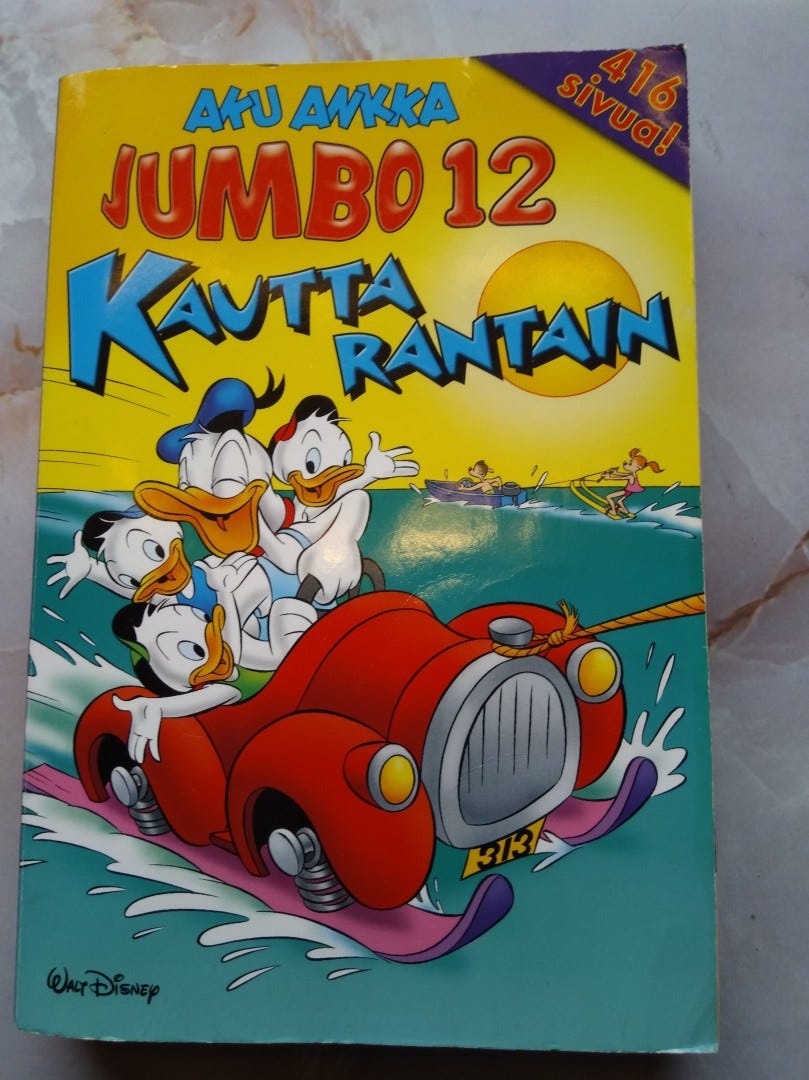 AKU ANKKA
416
sivua!
JUMBO 12
KAUTTA
RANTAIN
313
WALT DISNEY